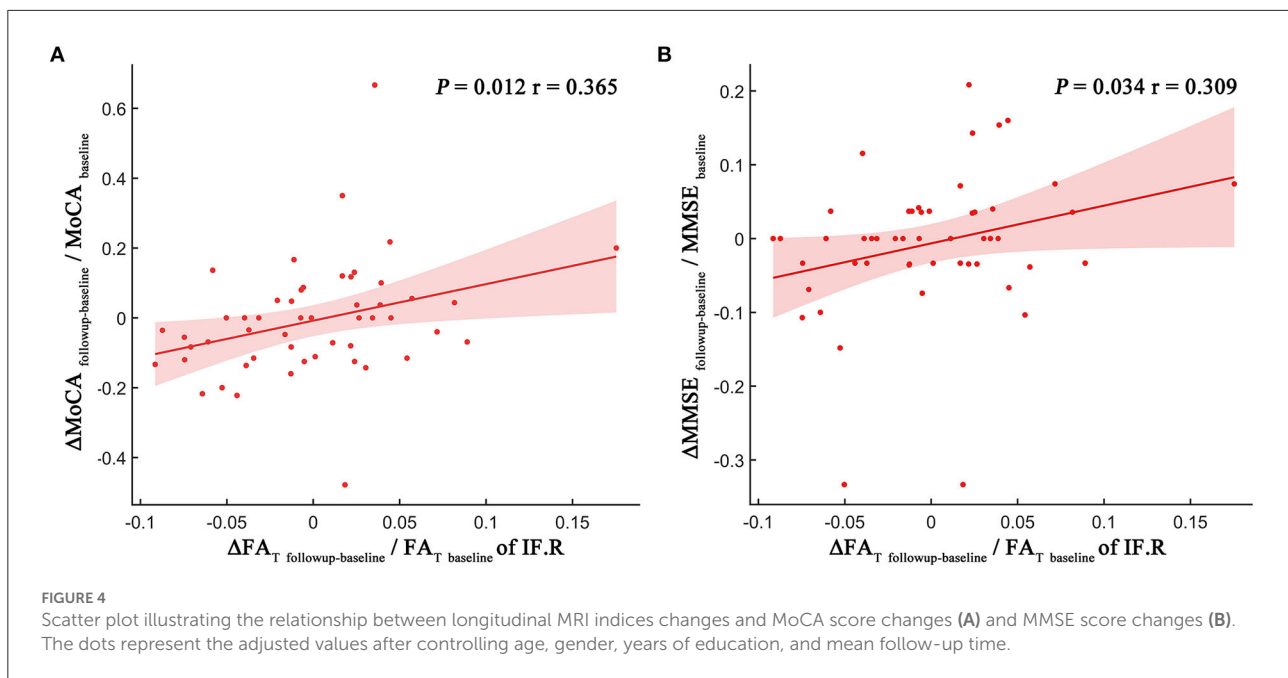 A
P = 0.012 r = 0.365
ΔMoCA followup-baseline / MoCA baseline
0.6
0.4
0.2
0
-0.2
-0.4
-0.1
-0.05
0
0.05
0.1
0.15
ΔFAT followup-baseline / FAT baseline of IF.R
B
P = 0.034 r = 0.309
ΔMMSE followup-baseline / MMSE baseline
0.2
0.1
0
-0.1
-0.2
-0.3
-0.1
-0.05
0
0.05
0.1
0.15
ΔFAT followup-baseline / FAT baseline of IF.R
FIGURE 4
Scatter plot illustrating the relationship between longitudinal MRI indices changes and MoCA score changes (A) and MMSE score changes (B).
The dots represent the adjusted values after controlling age, gender, years of education, and mean follow-up time.